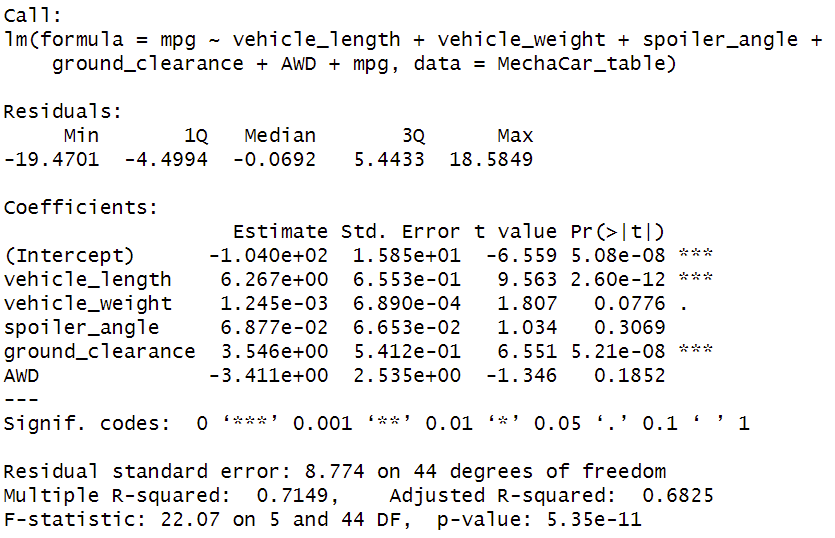 Call:
lm(formula = mpg ~ vehicle_length + vehicle_weight + spoiler_angle +
    ground_clearance + AWD + mpg, data = MechaCar_table)

Residuals:
     Min       1Q   Median       3Q      Max
-19.4701  -4.4994  -0.0692   5.4433  18.5849

Coefficients:
                   Estimate Std. Error t value Pr(>|t|)
(Intercept)      -1.040e+02  1.585e+01  -6.559 5.08e-08 ***
vehicle_length    6.267e+00  6.553e-01   9.563 2.60e-12 ***
vehicle_weight    1.245e-03  6.890e-04   1.807   0.0776 .
spoiler_angle     6.877e-02  6.653e-02   1.034   0.3069
ground_clearance  3.546e+00  5.412e-01   6.551 5.21e-08 ***
AWD              -3.411e+00  2.535e+00  -1.346   0.1852
---
Signif. codes:  0 ‘***’ 0.001 ‘**’ 0.01 ‘*’ 0.05 ‘.’ 0.1 ‘ ’ 1

Residual standard error: 8.774 on 44 degrees of freedom
Multiple R-squared:  0.7149,    Adjusted R-squared:  0.6825
F-statistic: 22.07 on 5 and 44 DF,  p-value: 5.35e-11